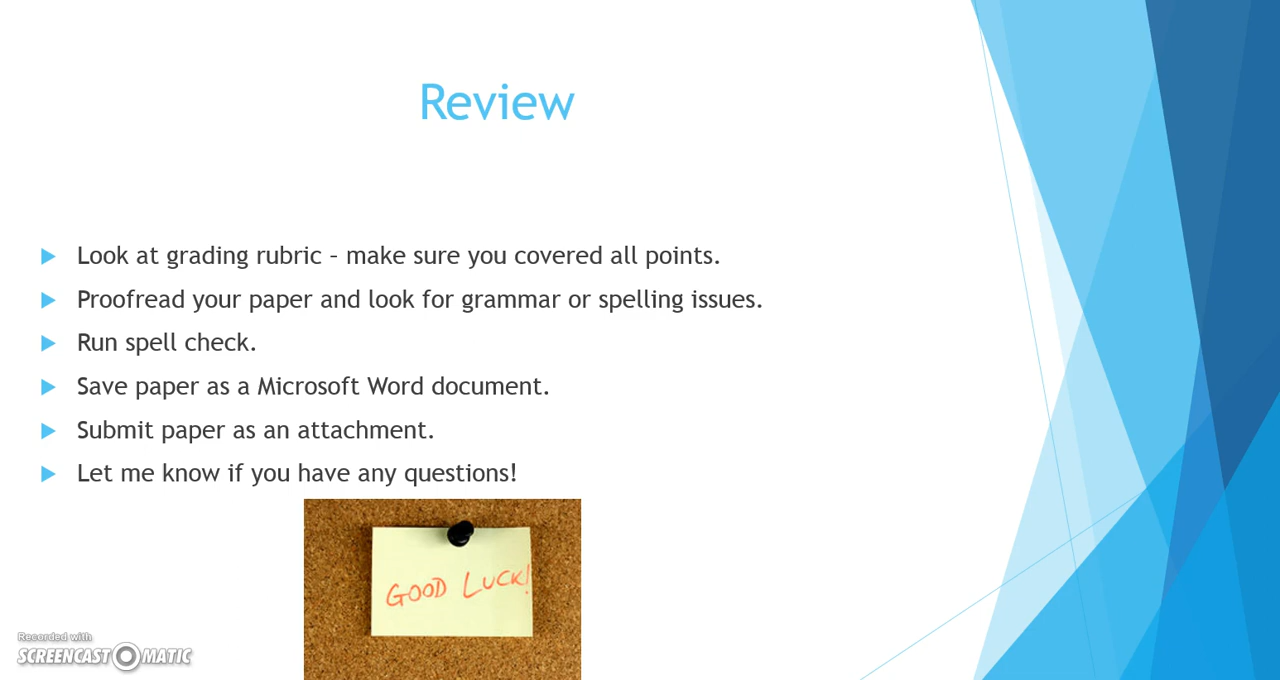 Review
Look at grading rubric – make sure you covered all points.
Proofread your paper and look for grammar or spelling issues.
Run spell check.
Save paper as a Microsoft Word document.
Submit paper as an attachment.
Let me know if you have any questions!
GOOD LUCK!
Recorded with
SCREENCAST MATIC